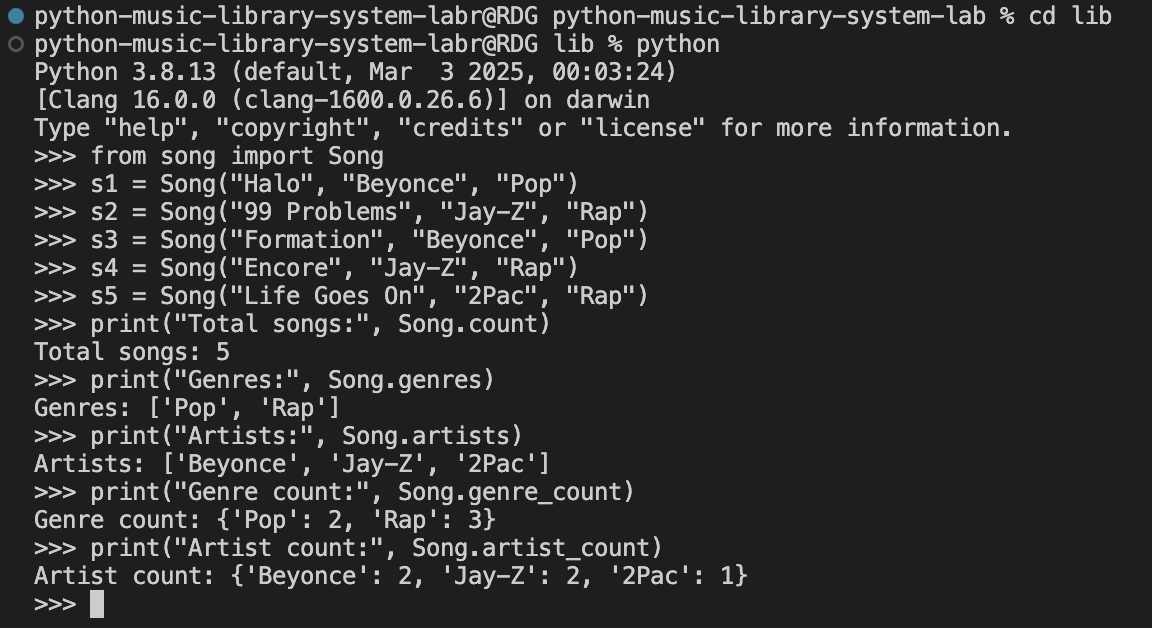 python-music-library-system-labr@RDG python-music-library-system-lab % cd lib
python-music-library-system-labr@RDG lib % python
Python 3.8.13 (default, Mar  3 2025, 00:03:24)
[Clang 16.0.0 (clang-1600.0.26.6)] on darwin
Type "help", "copyright", "credits" or "license" for more information.
>>> from song import Song
>>> s1 = Song("Halo", "Beyonce", "Pop")
>>> s2 = Song("99 Problems", "Jay-Z", "Rap")
>>> s3 = Song("Formation", "Beyonce", "Pop")
>>> s4 = Song("Encore", "Jay-Z", "Rap")
>>> s5 = Song("Life Goes On", "2Pac", "Rap")
>>> print("Total songs:", Song.count)
Total songs: 5
>>> print("Genres:", Song.genres)
Genres: ['Pop', 'Rap']
>>> print("Artists:", Song.artists)
Artists: ['Beyonce', 'Jay-Z', '2Pac']
>>> print("Genre count:", Song.genre_count)
Genre count: {'Pop': 2, 'Rap': 3}
>>> print("Artist count:", Song.artist_count)
Artist count: {'Beyonce': 2, 'Jay-Z': 2, '2Pac': 1}
>>>